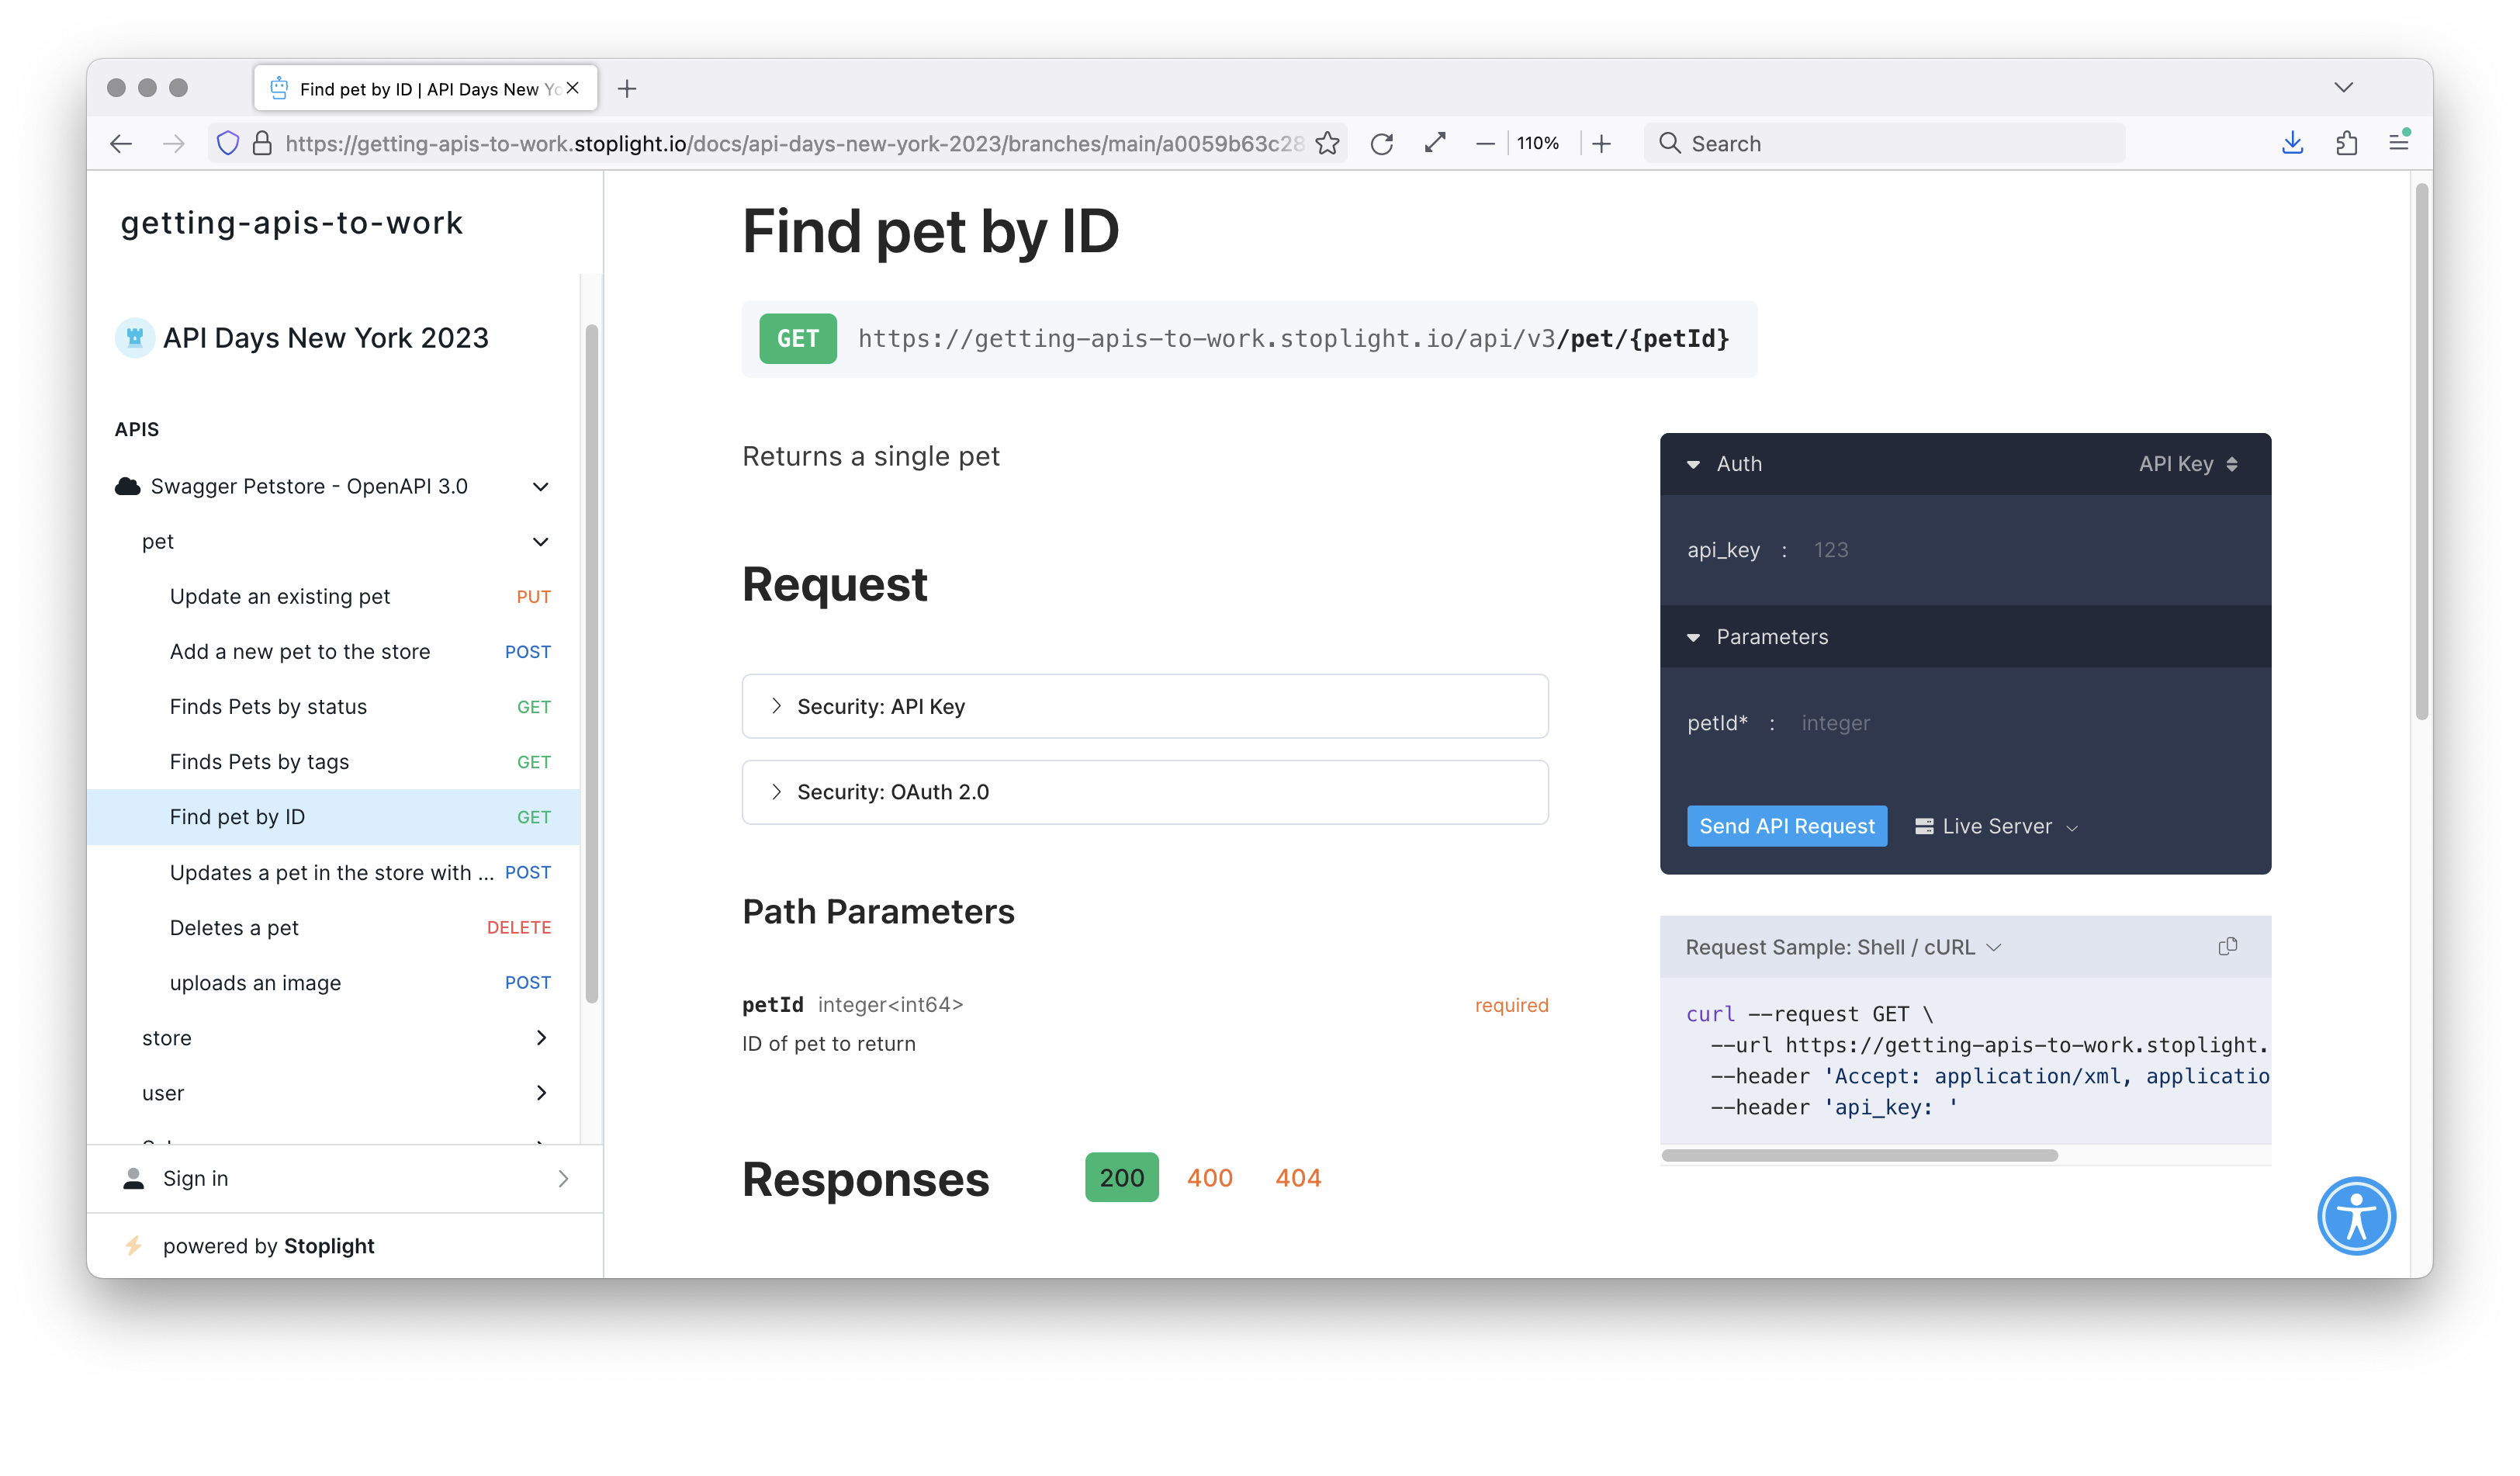 Find pet by ID | API Days New Yo
https://getting-apis-to-work.stoplight.io/docs/api-days-new-york-2023/branches/main/a0059b63c28
110%
Search
getting-apis-to-work
API Days New York 2023
APIS
Swagger Petstore - OpenAPI 3.0
pet
Update an existing pet PUT
Add a new pet to the store POST
Finds Pets by status GET
Finds Pets by tags GET
Find pet by ID GET
Updates a pet in the store with ... POST
Deletes a pet DELETE
uploads an image POST
store
user
Sign in
powered by Stoplight
Find pet by ID
GET https://getting-apis-to-work.stoplight.io/api/v3/pet/{petId}
Returns a single pet
Request
Security: API Key
Security: OAuth 2.0
Path Parameters
petId integer<int64> required
ID of pet to return
Responses 200 400 404
Auth API Key
api_key : 123
Parameters
petId* : integer
Send API Request Live Server
Request Sample: Shell / cURL
curl --request GET \
--url https://getting-apis-to-work.stoplight.
--header 'Accept: application/xml, applicatio
--header 'api_key: '